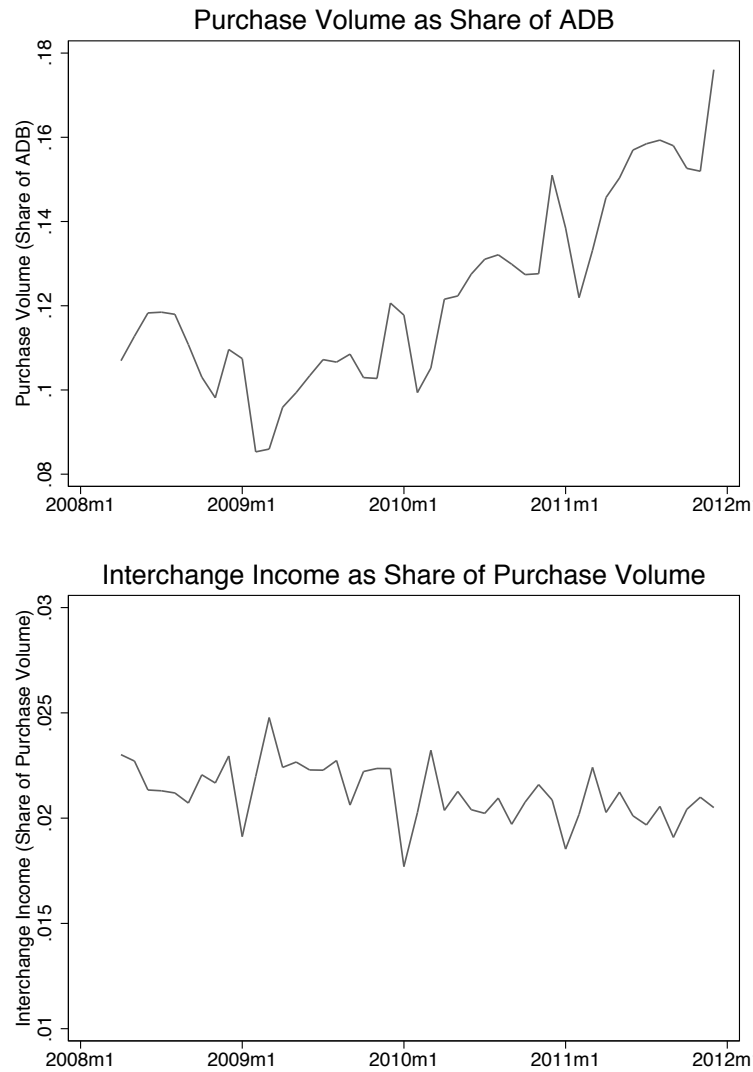 Purchase Volume as Share of ADB
Purchase Volume (Share of ADB)
.18
.16
.14
.12
.1
.08
2008m1 2009m1 2010m1 2011m1 2012m
Interchange Income as Share of Purchase Volume
Interchange Income (Share of Purchase Volume)
.03
.025
.02
.015
.01
2008m1 2009m1 2010m1 2011m1 2012m